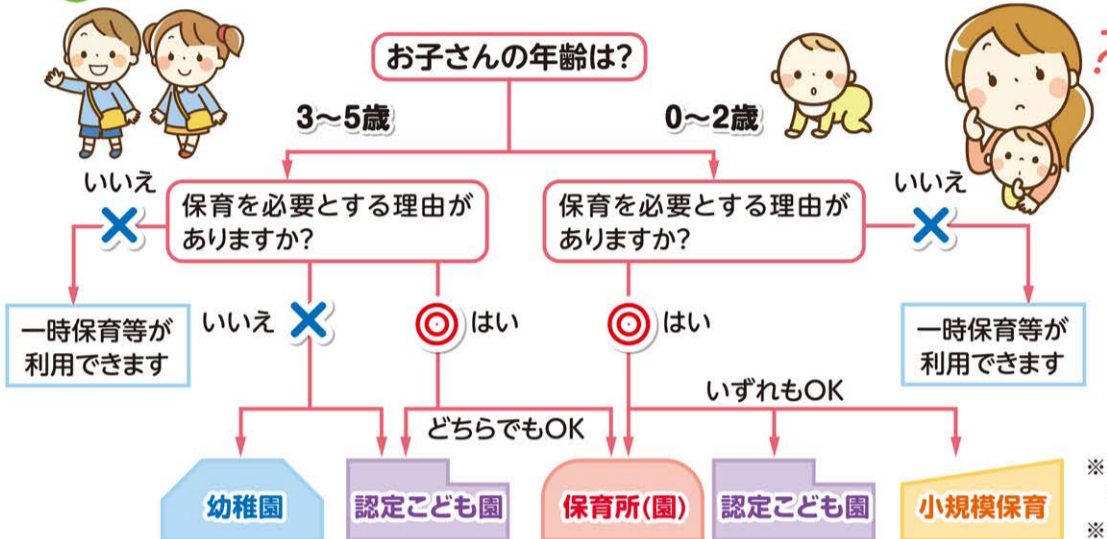 お子さんの年齢は?
3〜5歳
0〜2歳
いいえ
保育を必要とする理由が
ありますか?
保育を必要とする理由が
ありますか?
いいえ
一時保育等が
利用できます
いいえ
はい
はい
一時保育等が
利用できます
いずれもOK
どちらでもOK
幼稚園
認定こども園
保育所(園)
認定こども園
小規模保育
※
※